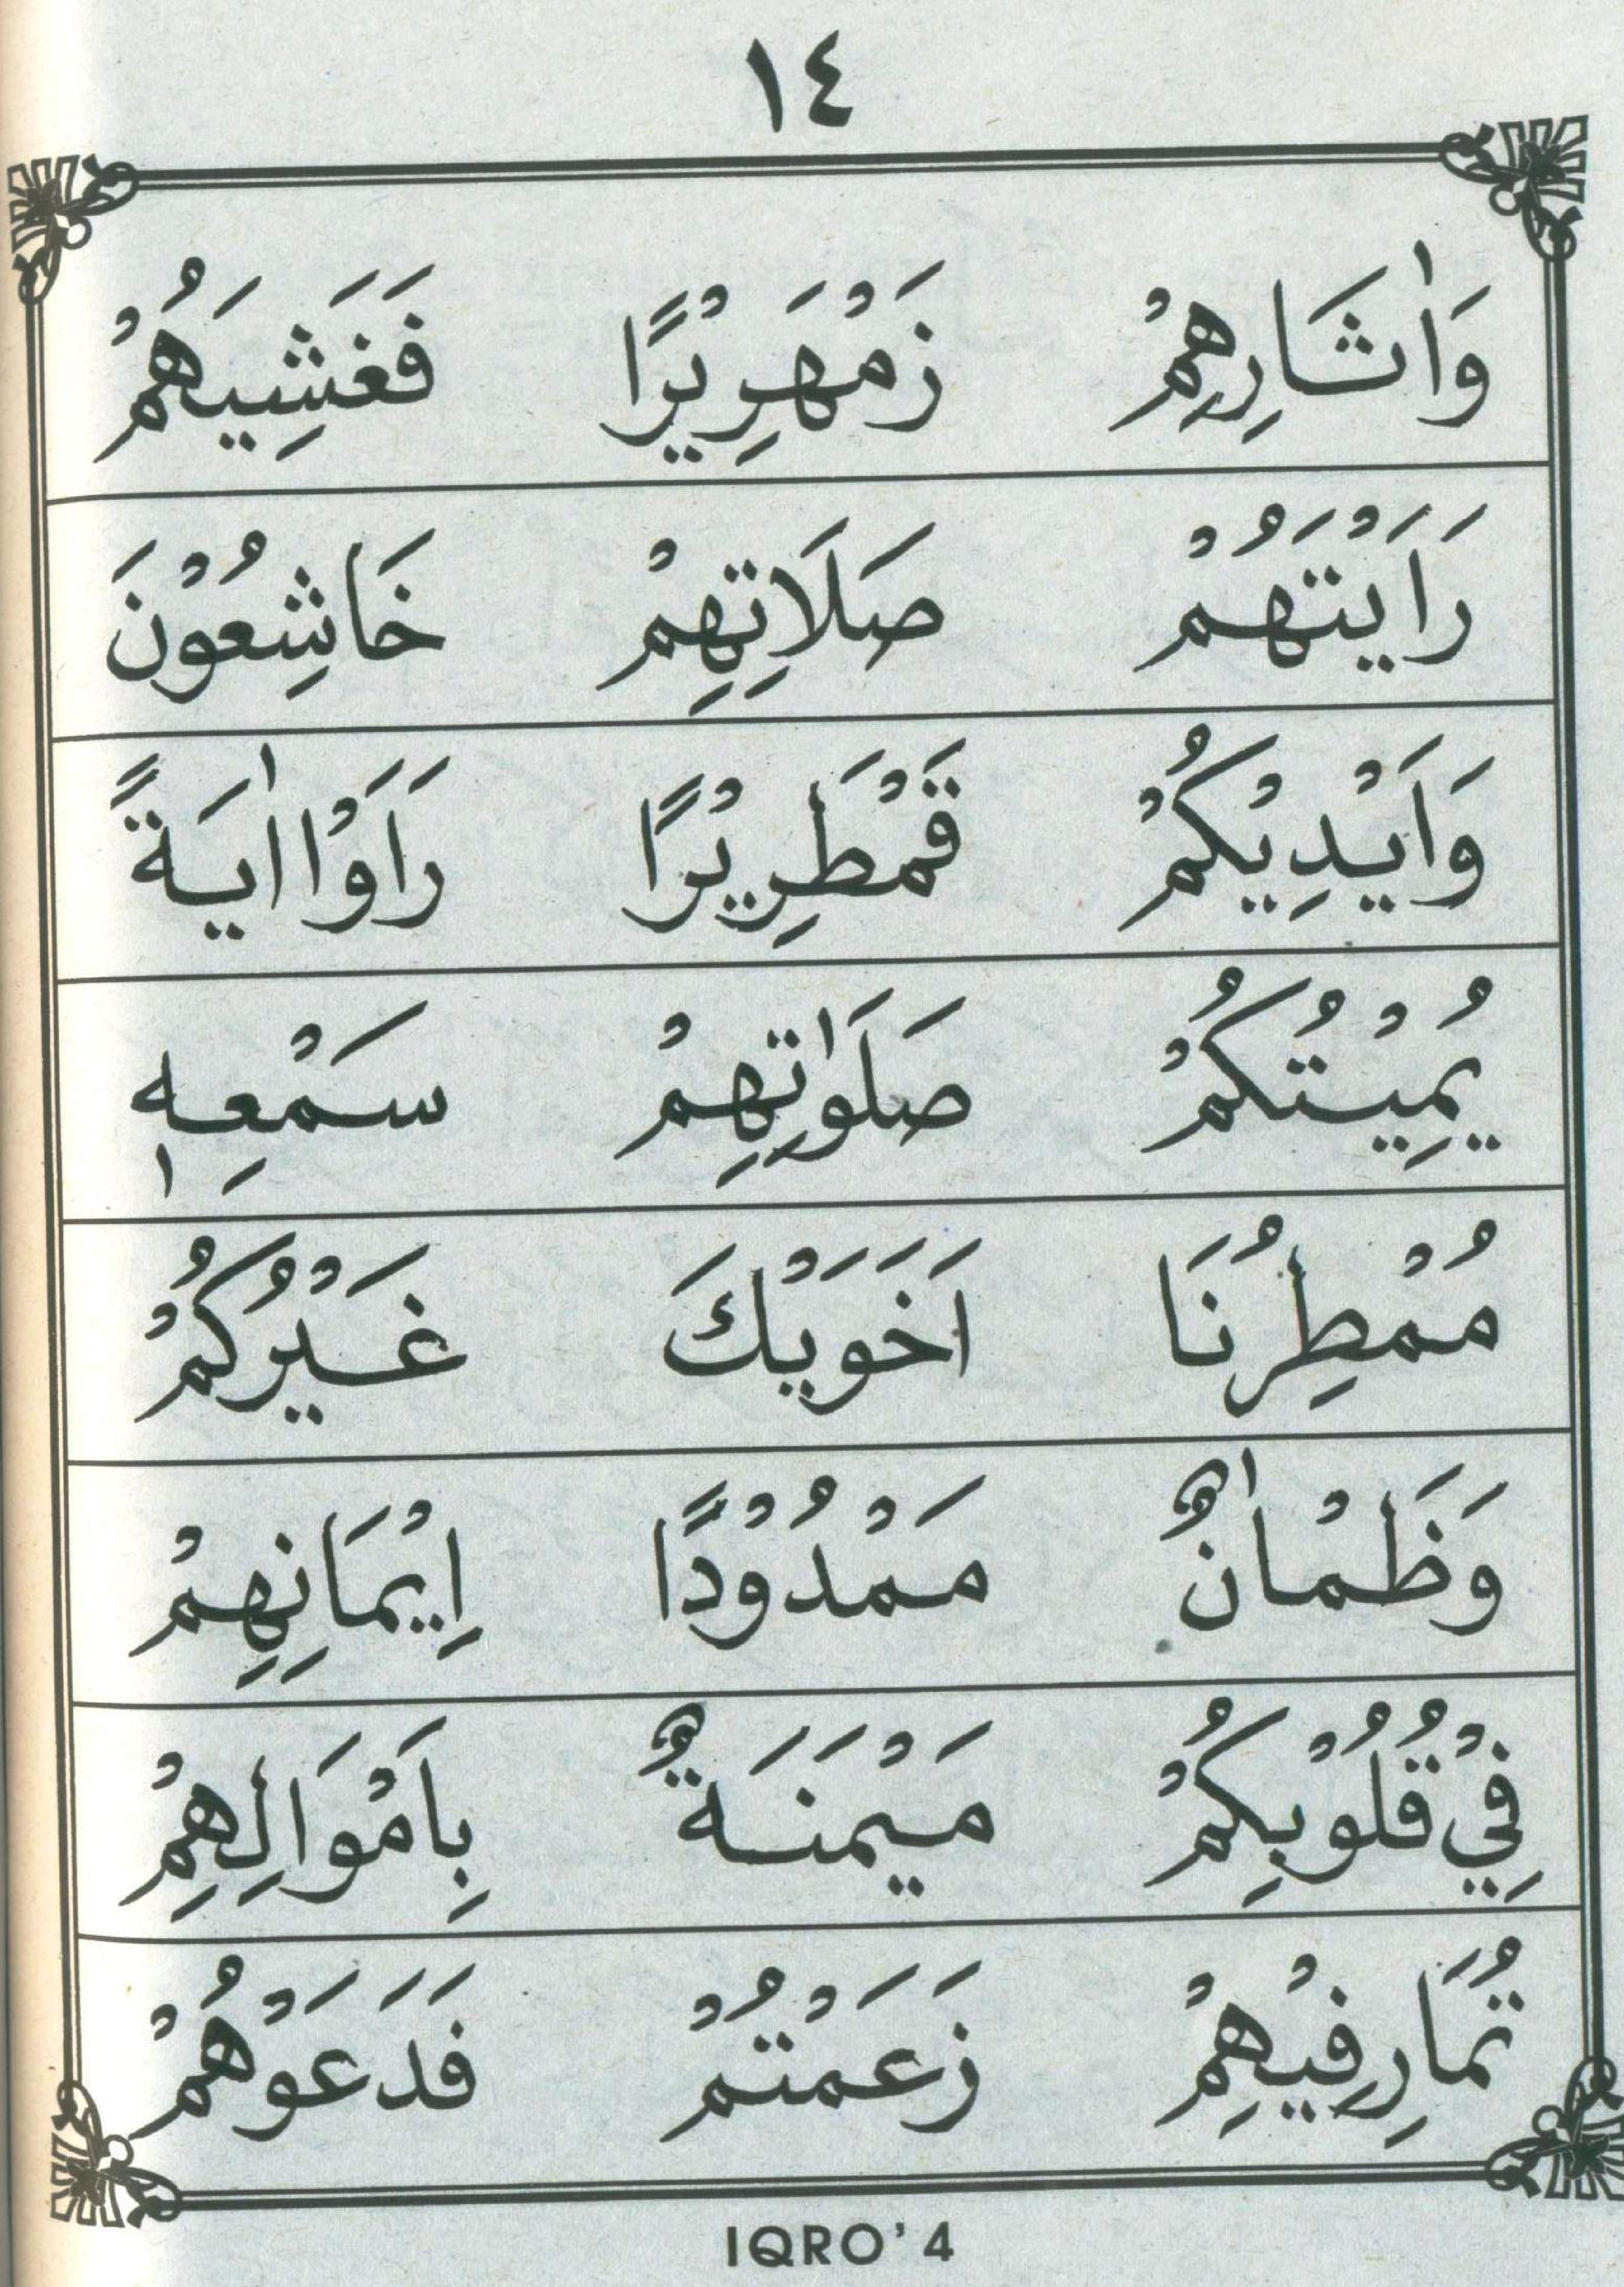 ١٤
وَاٰثَارِهِمْ زَمْهَرِيْرًا فَغَشِيَهُمْ
رَاَيْتَهُمْ صَلَاتِهِمْ خَاشِعُوْنَ
وَاَيْدِيْكُمْ قَمْطَرِيْرًا رَاَوْا اٰيَةً
يُمِيْتُكُمْ صَلَوٰتِهِمْ سَمْعِهٖ
مُمْطِرُنَا اَخَوَيْكَ غَيْرُكُمْ
وَظَمْاٰنٌ مَمْدُوْدًا اِيْمَانِهِمْ
فِيْ قُلُوْبِكُمْ مَيْمَنَةٌ بِاَمْوَالِهِمْ
تُمَارِفِيْهِمْ زَعَمْتُمْ فَدَعَوْهُمْ
IQRO' 4